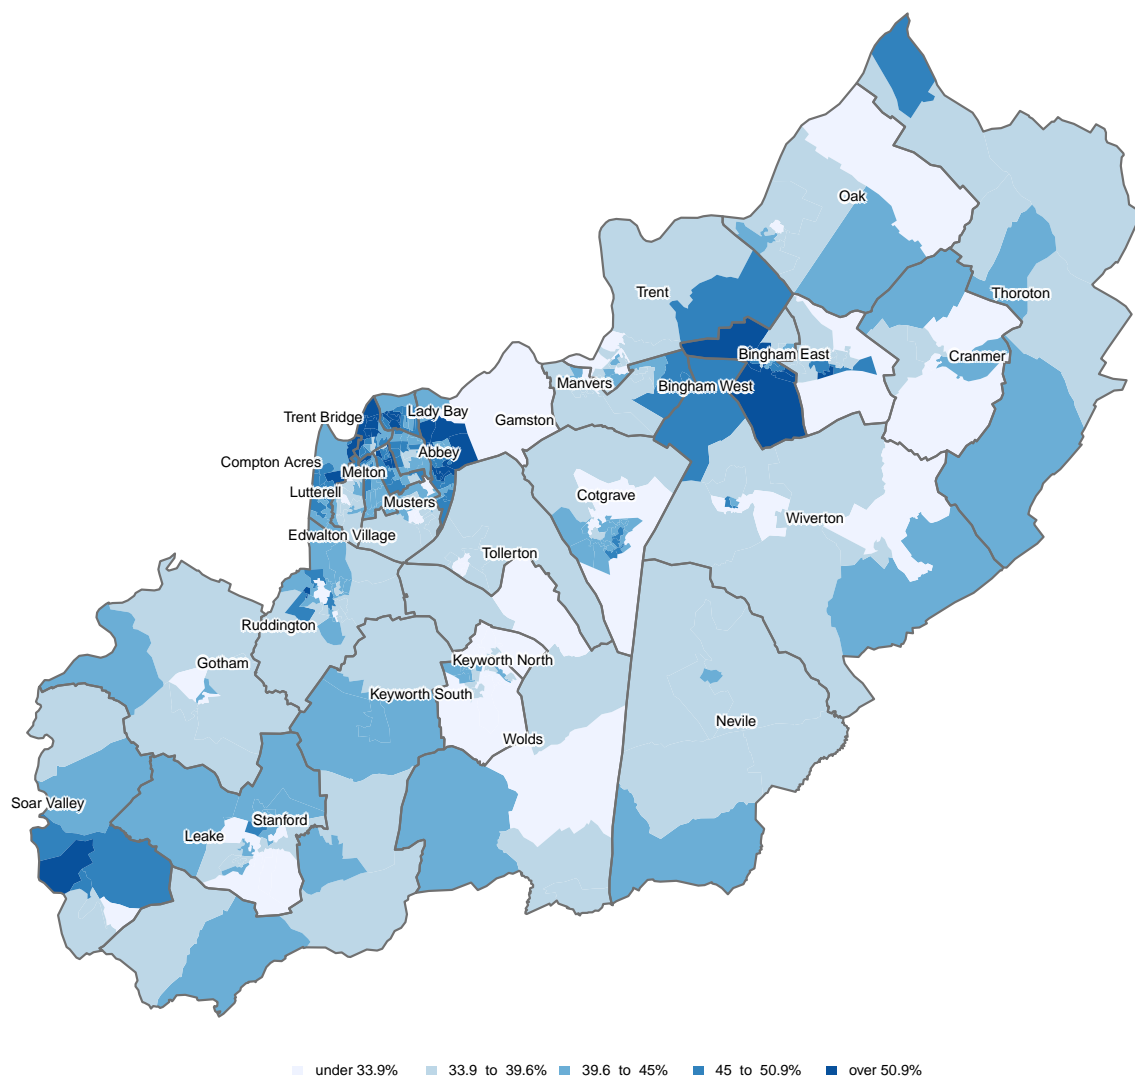 Oak
Trent
Thoroton
Bingham East
Cranmer
Manvers
Bingham West
Trent Bridge
Lady Bay
Gamston
Abbey
Compton Acres
Melton
Lutterell
Musters
Cotgrave
Wiverton
Edwalton Village
Tollerton
Ruddington
Gotham
Keyworth North
Keyworth South
Nevile
Wolds
Soar Valley
Stanford
Leake
under 33.9% 33.9 to 39.6% 39.6 to 45% 45 to 50.9% over 50.9%